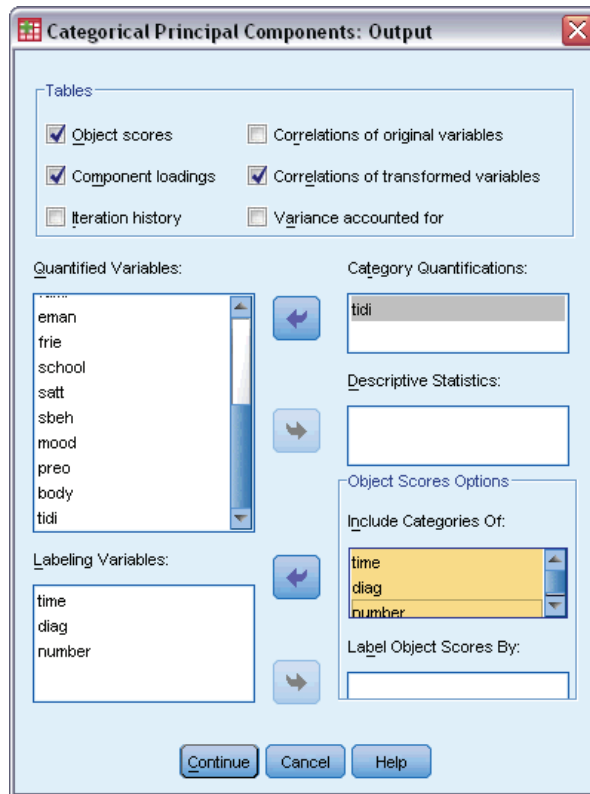 Categorical Principal Components: Output
Tables
Object scores
Correlations of original variables
Component loadings
Correlations of transformed variables
Iteration history
Variance accounted for
Quantified Variables:
eman
frie
school
satt
sbeh
mood
preo
body
tidi
Category Quantifications:
tidi
Descriptive Statistics:
Object Scores Options
Include Categories Of:
time
diag
number
Label Object Scores By:
Labeling Variables:
time
diag
number
Continue
Cancel
Help